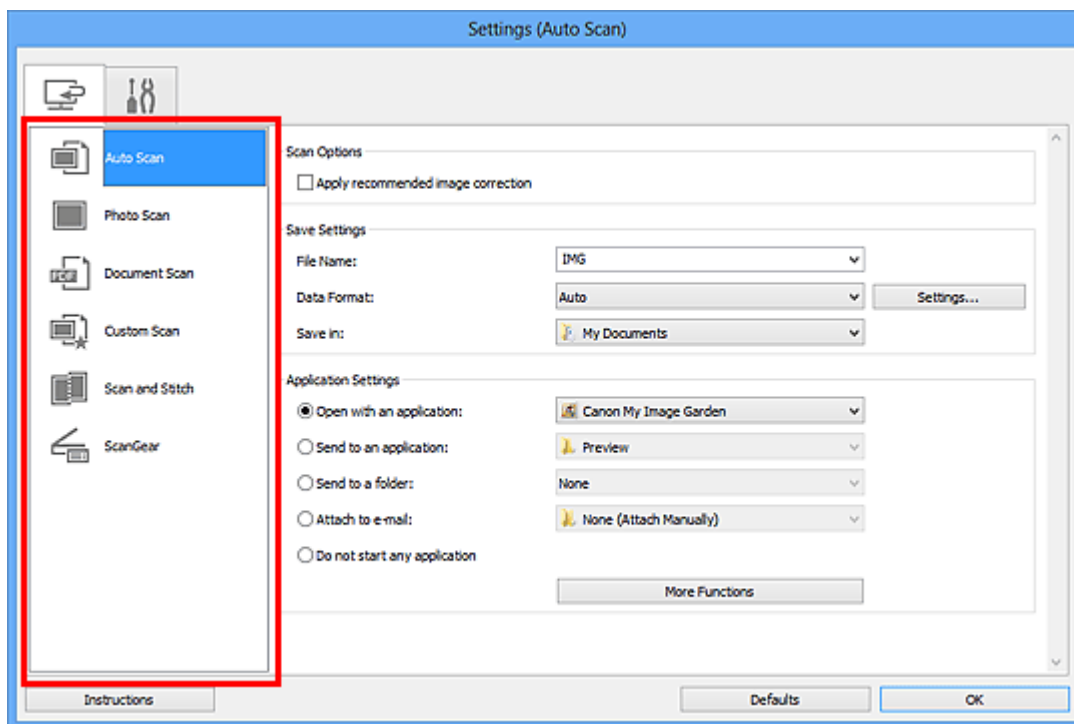 Settings (Auto Scan)
Auto Scan
Photo Scan
Document Scan
Custom Scan
Scan and Stitch
ScanGear
Scan Options
Apply recommended image correction
Save Settings
File Name: IMG
Data Format: Auto Settings...
Save in: My Documents
Application Settings
Open with an application: Canon My Image Garden
Send to an application: Preview
Send to a folder: None
Attach to e-mail: None (Attach Manually)
Do not start any application
More Functions
Instructions Defaults OK